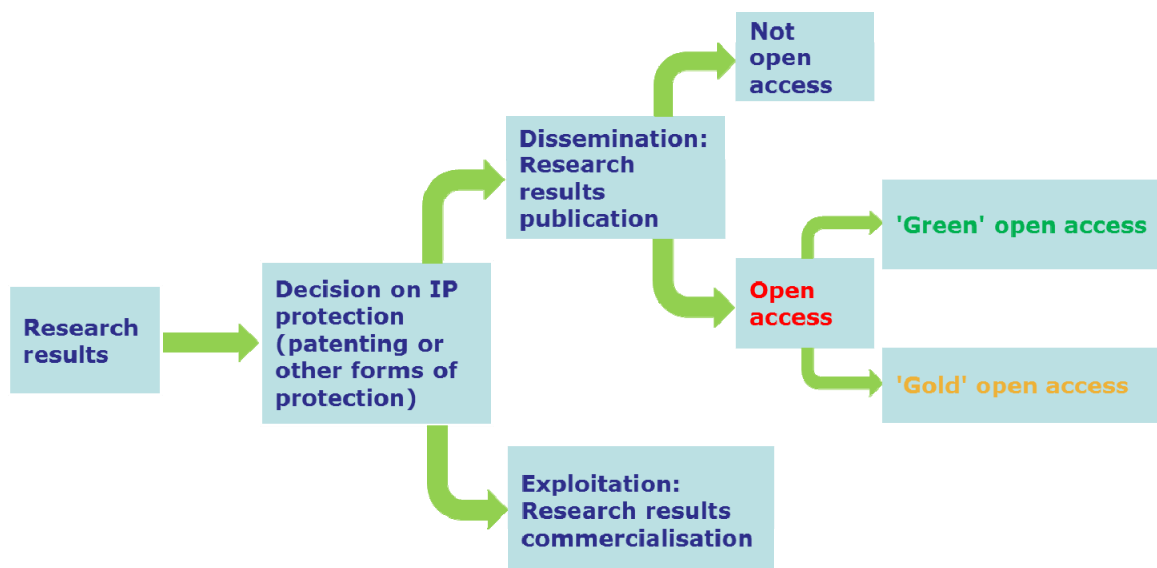 Research
results
Decision on IP
protection
(patenting or
other forms of
protection)
Dissemination:
Research
results
publication
Not
open
access
Open
access
'Green' open access
'Gold' open access
Exploitation:
Research results
commercialisation